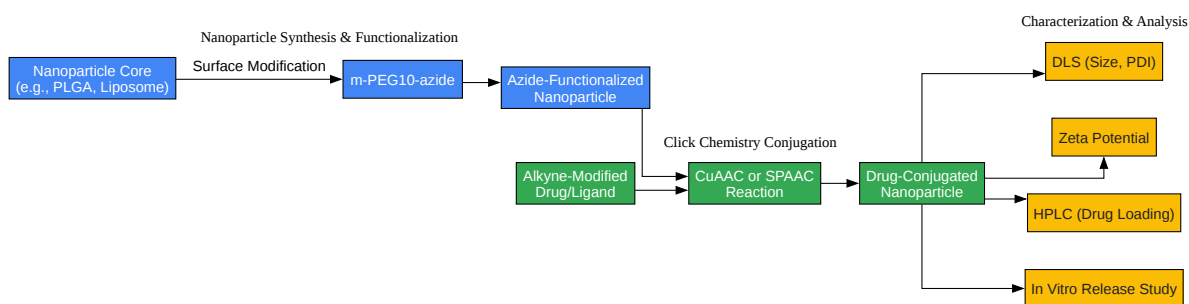 Characterization & Analysis
Nanoparticle Synthesis & Functionalization
Nanoparticle Core
(e.g., PLGA, Liposome)
Surface Modification
m-PEG10-azide
Azide-Functionalized
Nanoparticle
DLS (Size, PDI)
Click Chemistry Conjugation
Zeta Potential
Alkyne-Modified
Drug/Ligand
CuAAC or SPAAC
Reaction
Drug-Conjugated
Nanoparticle
HPLC (Drug Loading)
In Vitro Release Study